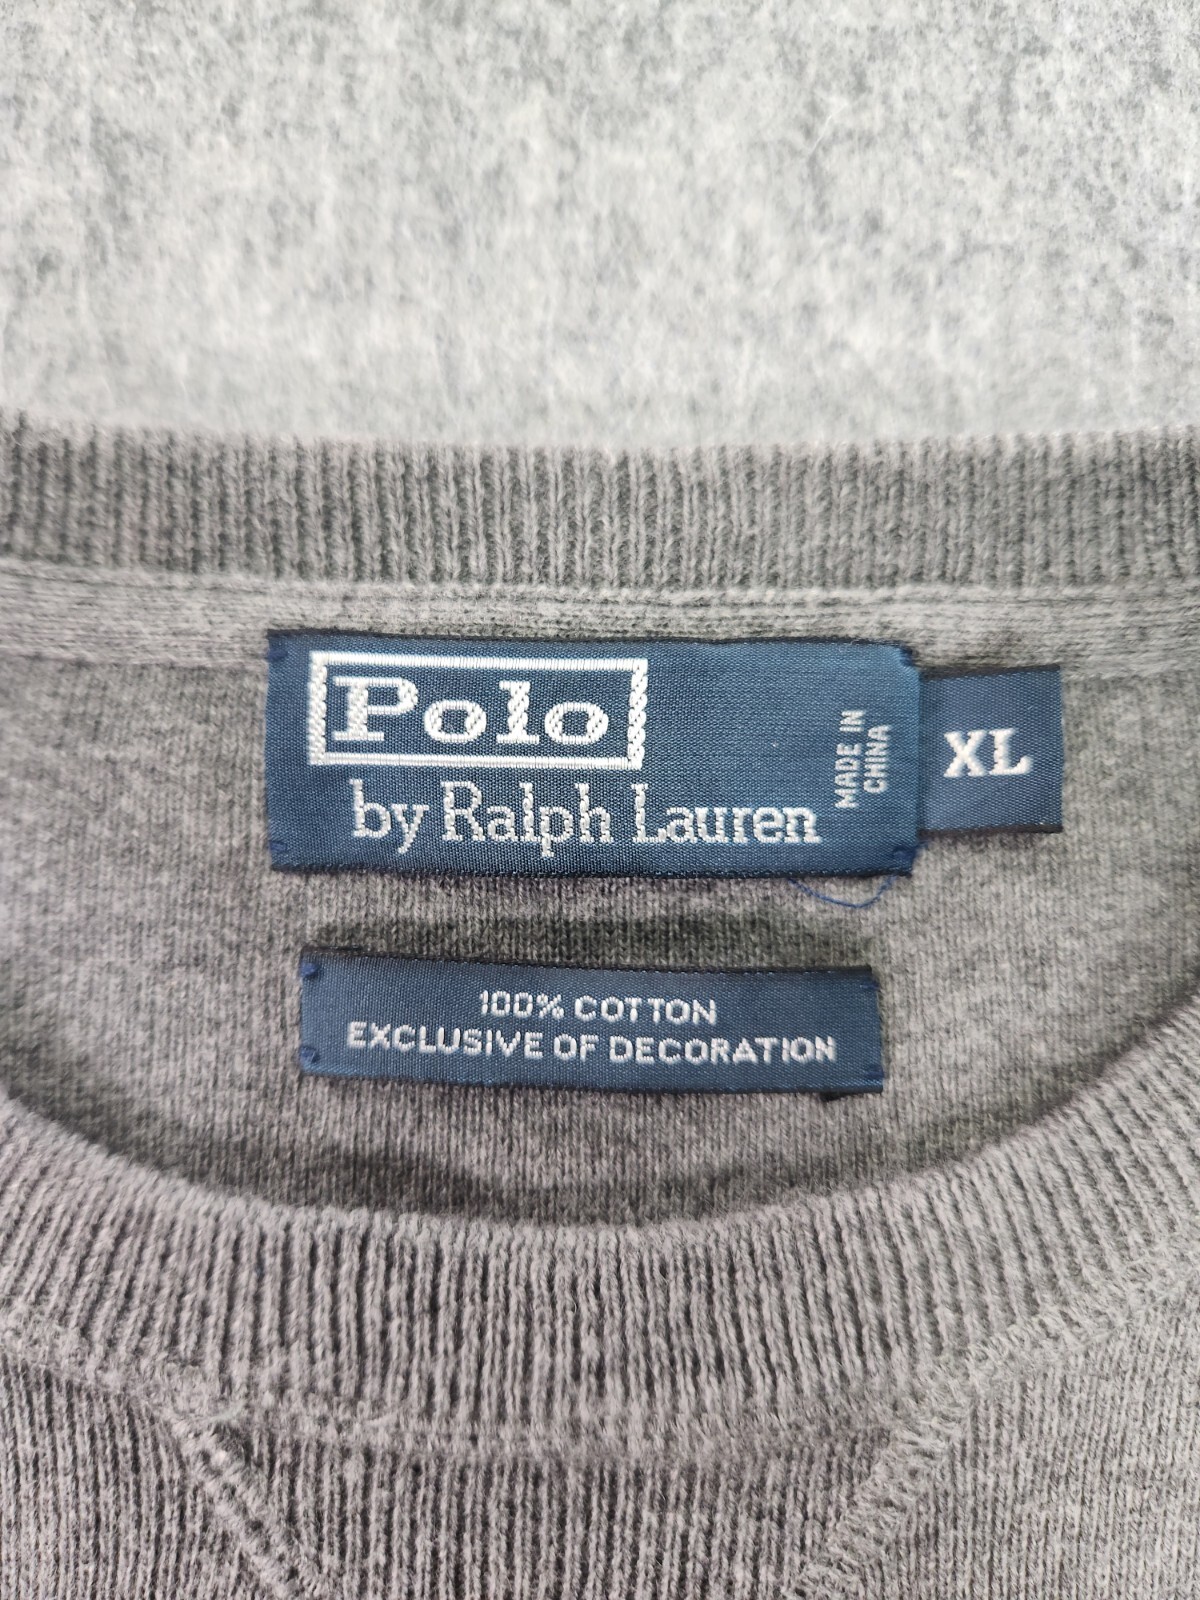 Polo
by Ralph Lauren
MADE IN
CHINA
XL
100% COTTON
EXCLUSIVE OF DECORATION